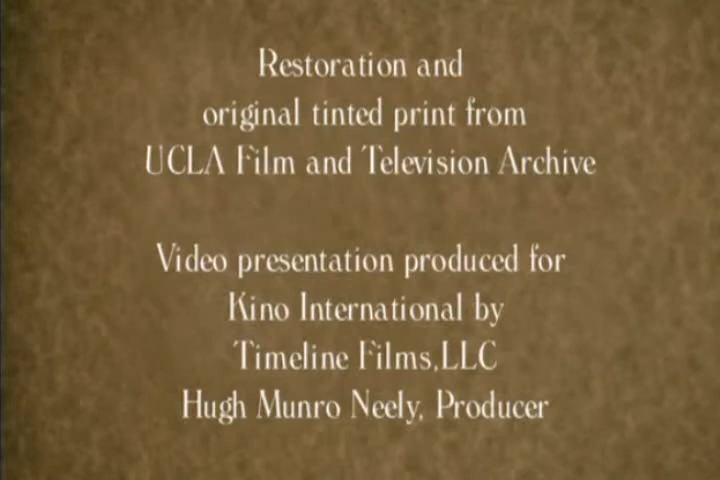 Restoration and
original tinted print from
UCLA Film and Television Archive
Video presentation produced for
Kino International by
Timeline Films,LLC
Hugh Munro Neely, Producer